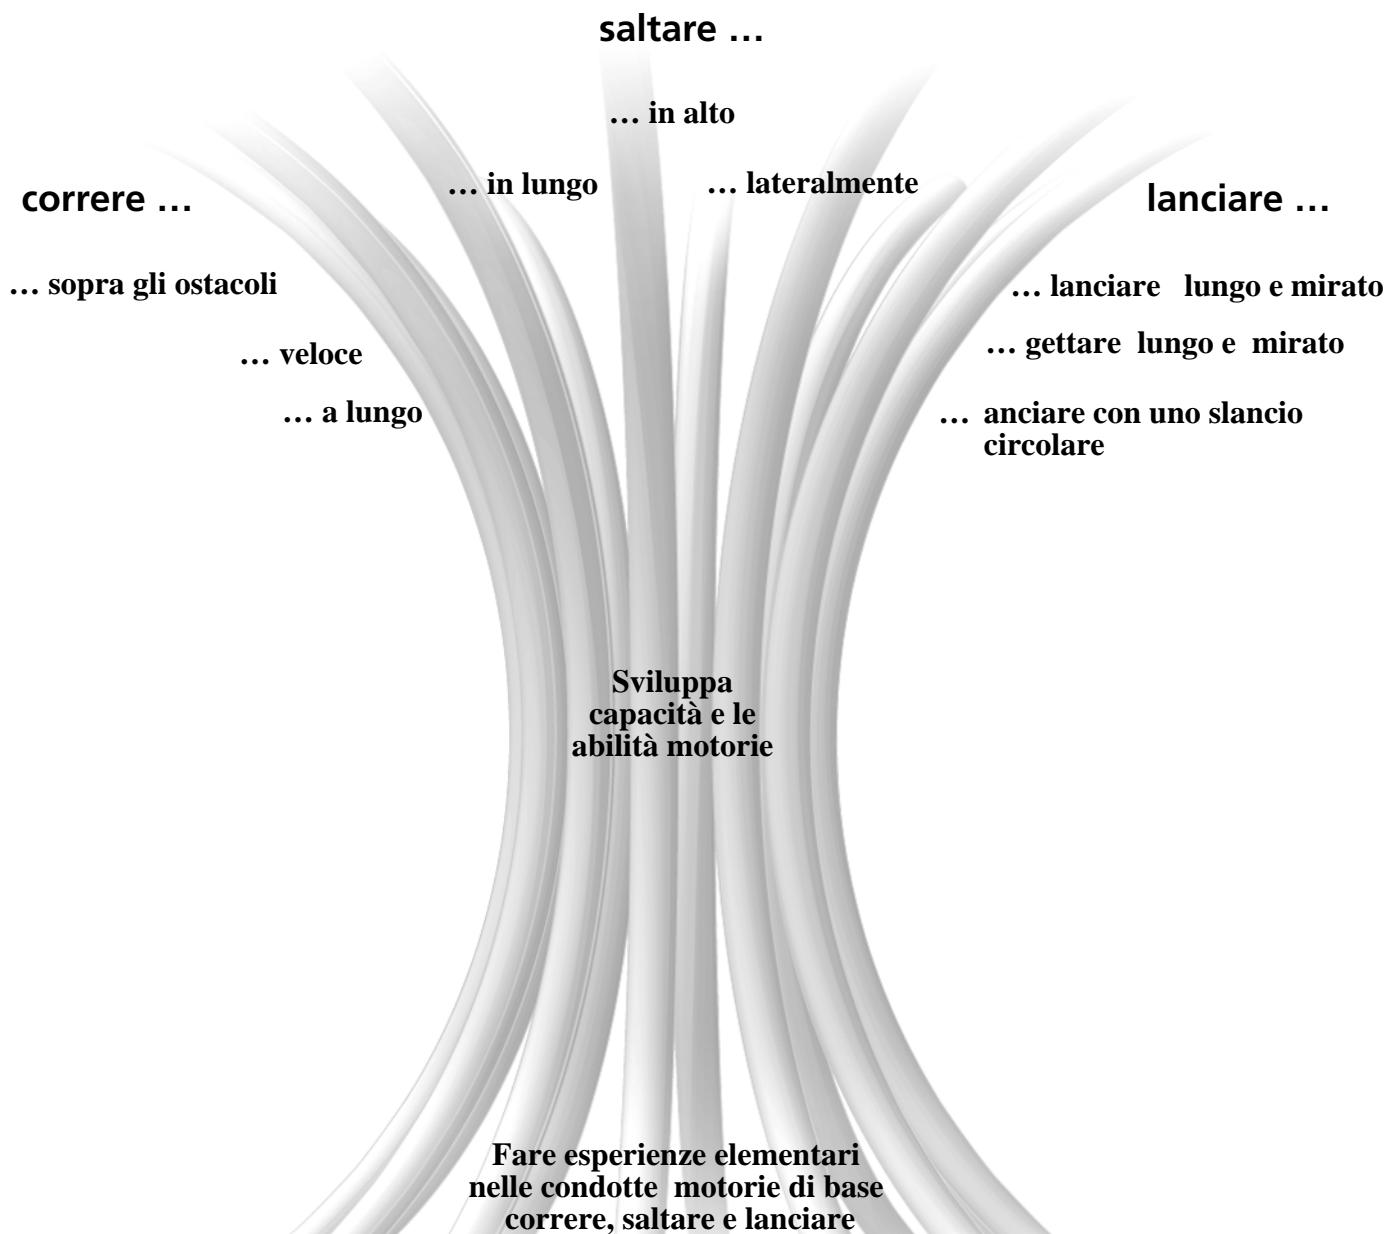 saltare …
… in alto
… in lungo
… lateralmente
correre …
lanciare …
… sopra gli ostacoli
… lanciare lungo e mirato
… veloce
… gettare lungo e mirato
… a lungo
… anciare con uno slancio
circolare
Sviluppa
capacità e le
abilità motorie
Fare esperienze elementari
nelle condotte motorie di base
correre, saltare e lanciare